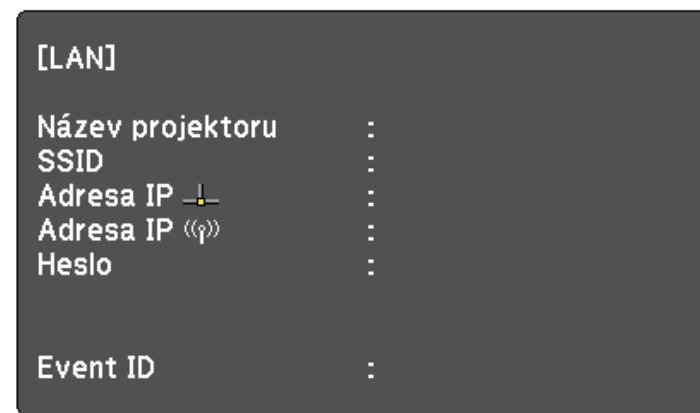 [LAN]
Název projektoru :
SSID :
Adresa IP :
Adresa IP :
Heslo :
Event ID :